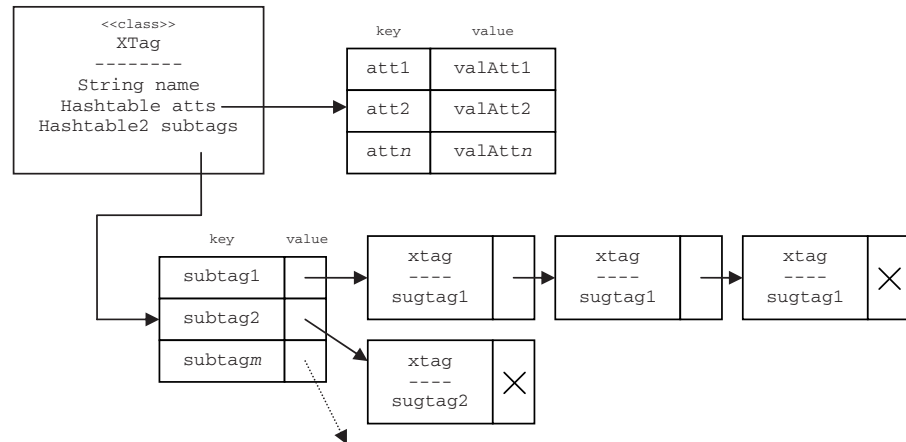 <<class>>
XTag
--------
String name
Hashtable atts
Hashtable2 subtags
key value
att1 valAtt1
att2 valAtt2
attn valAttn
key value
subtag1
subtag2
subtagm
xtag
----
sugtag1
xtag
----
sugtag1
xtag
----
sugtag1
xtag
----
sugtag2